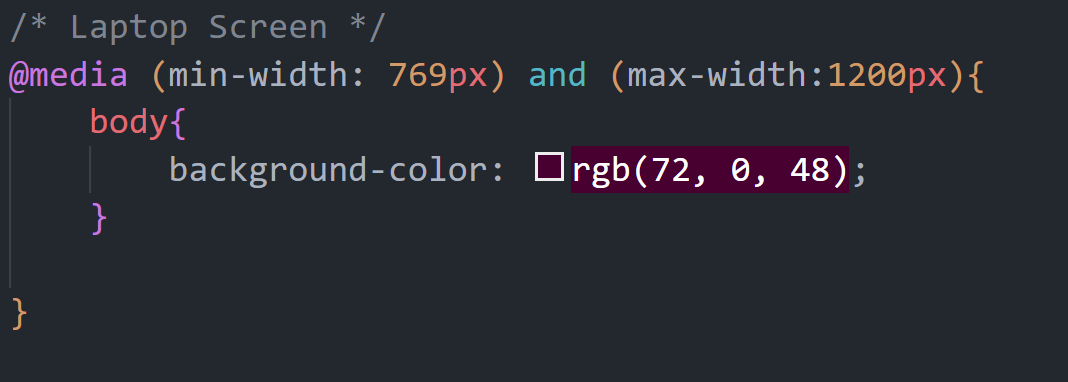 /* Laptop Screen */
@media (min-width: 769px) and (max-width:1200px){
    body{
        background-color: rgb(72, 0, 48);
    }
}